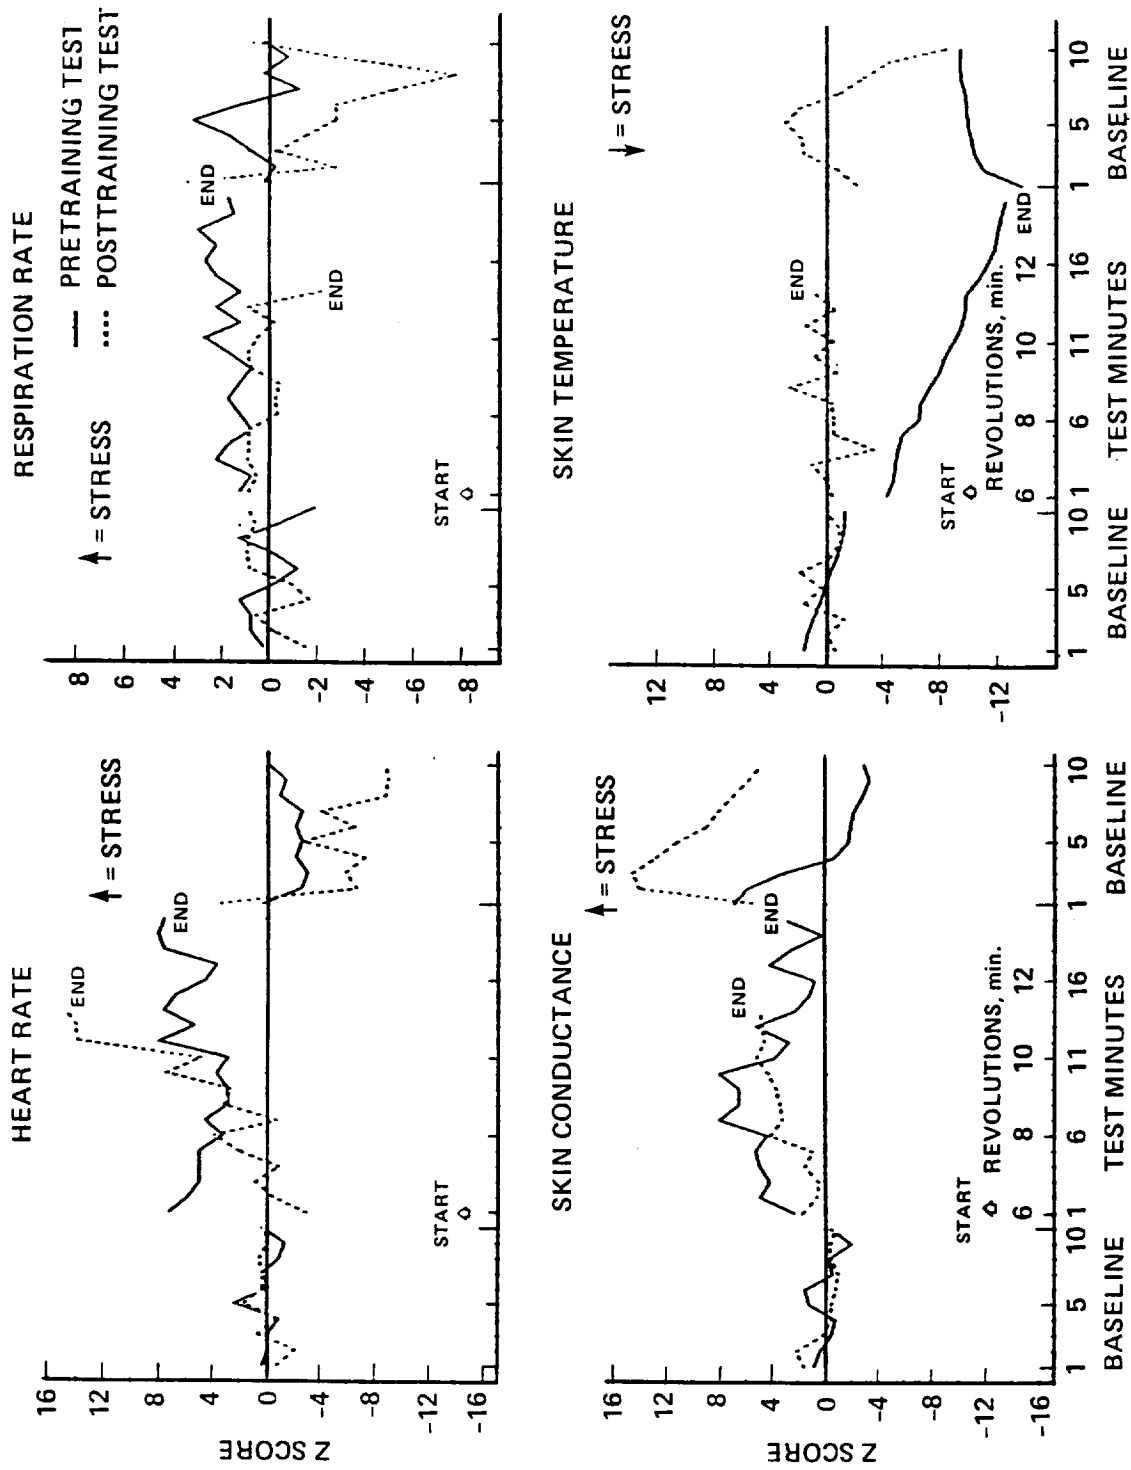 HEART RATE
16
12
8
4
0
-4
-8
-12
-16
Z SCORE
= STRESS
END
END
START
RESPIRATION RATE
= STRESS
PRETRAINING TEST
POSTTRAINING TEST
8
6
4
2
0
-2
-4
-6
-8
END
END
START
SKIN CONDUCTANCE
16
12
8
4
0
-4
-8
-12
-16
Z SCORE
= STRESS
END
END
START
6 8 10 12 REVOLUTIONS, min.
1 5 10 1 6 11 16 1 5 10
BASELINE TEST MINUTES BASELINE
SKIN TEMPERATURE
12
8
4
0
-4
-8
-12
= STRESS
END
END
START
REVOLUTIONS, min.
6 8 10 12
1 5 10 1 6 11 16 1 5 10
BASELINE TEST MINUTES BASELINE